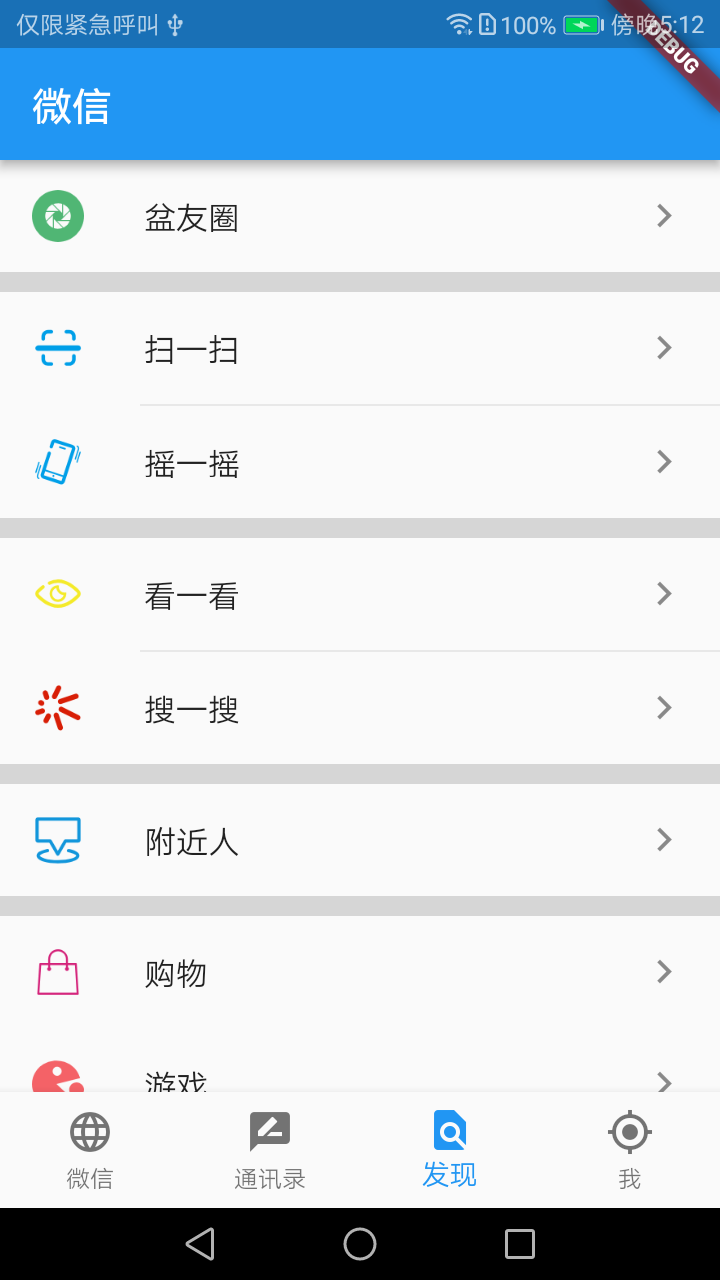 仅限紧急呼叫 100% 傍晚5:12
DEBUG
微信
盆友圈
扫一扫
摇一摇
看一看
搜一搜
附近人
购物
游戏
微信 通讯录 发现 我